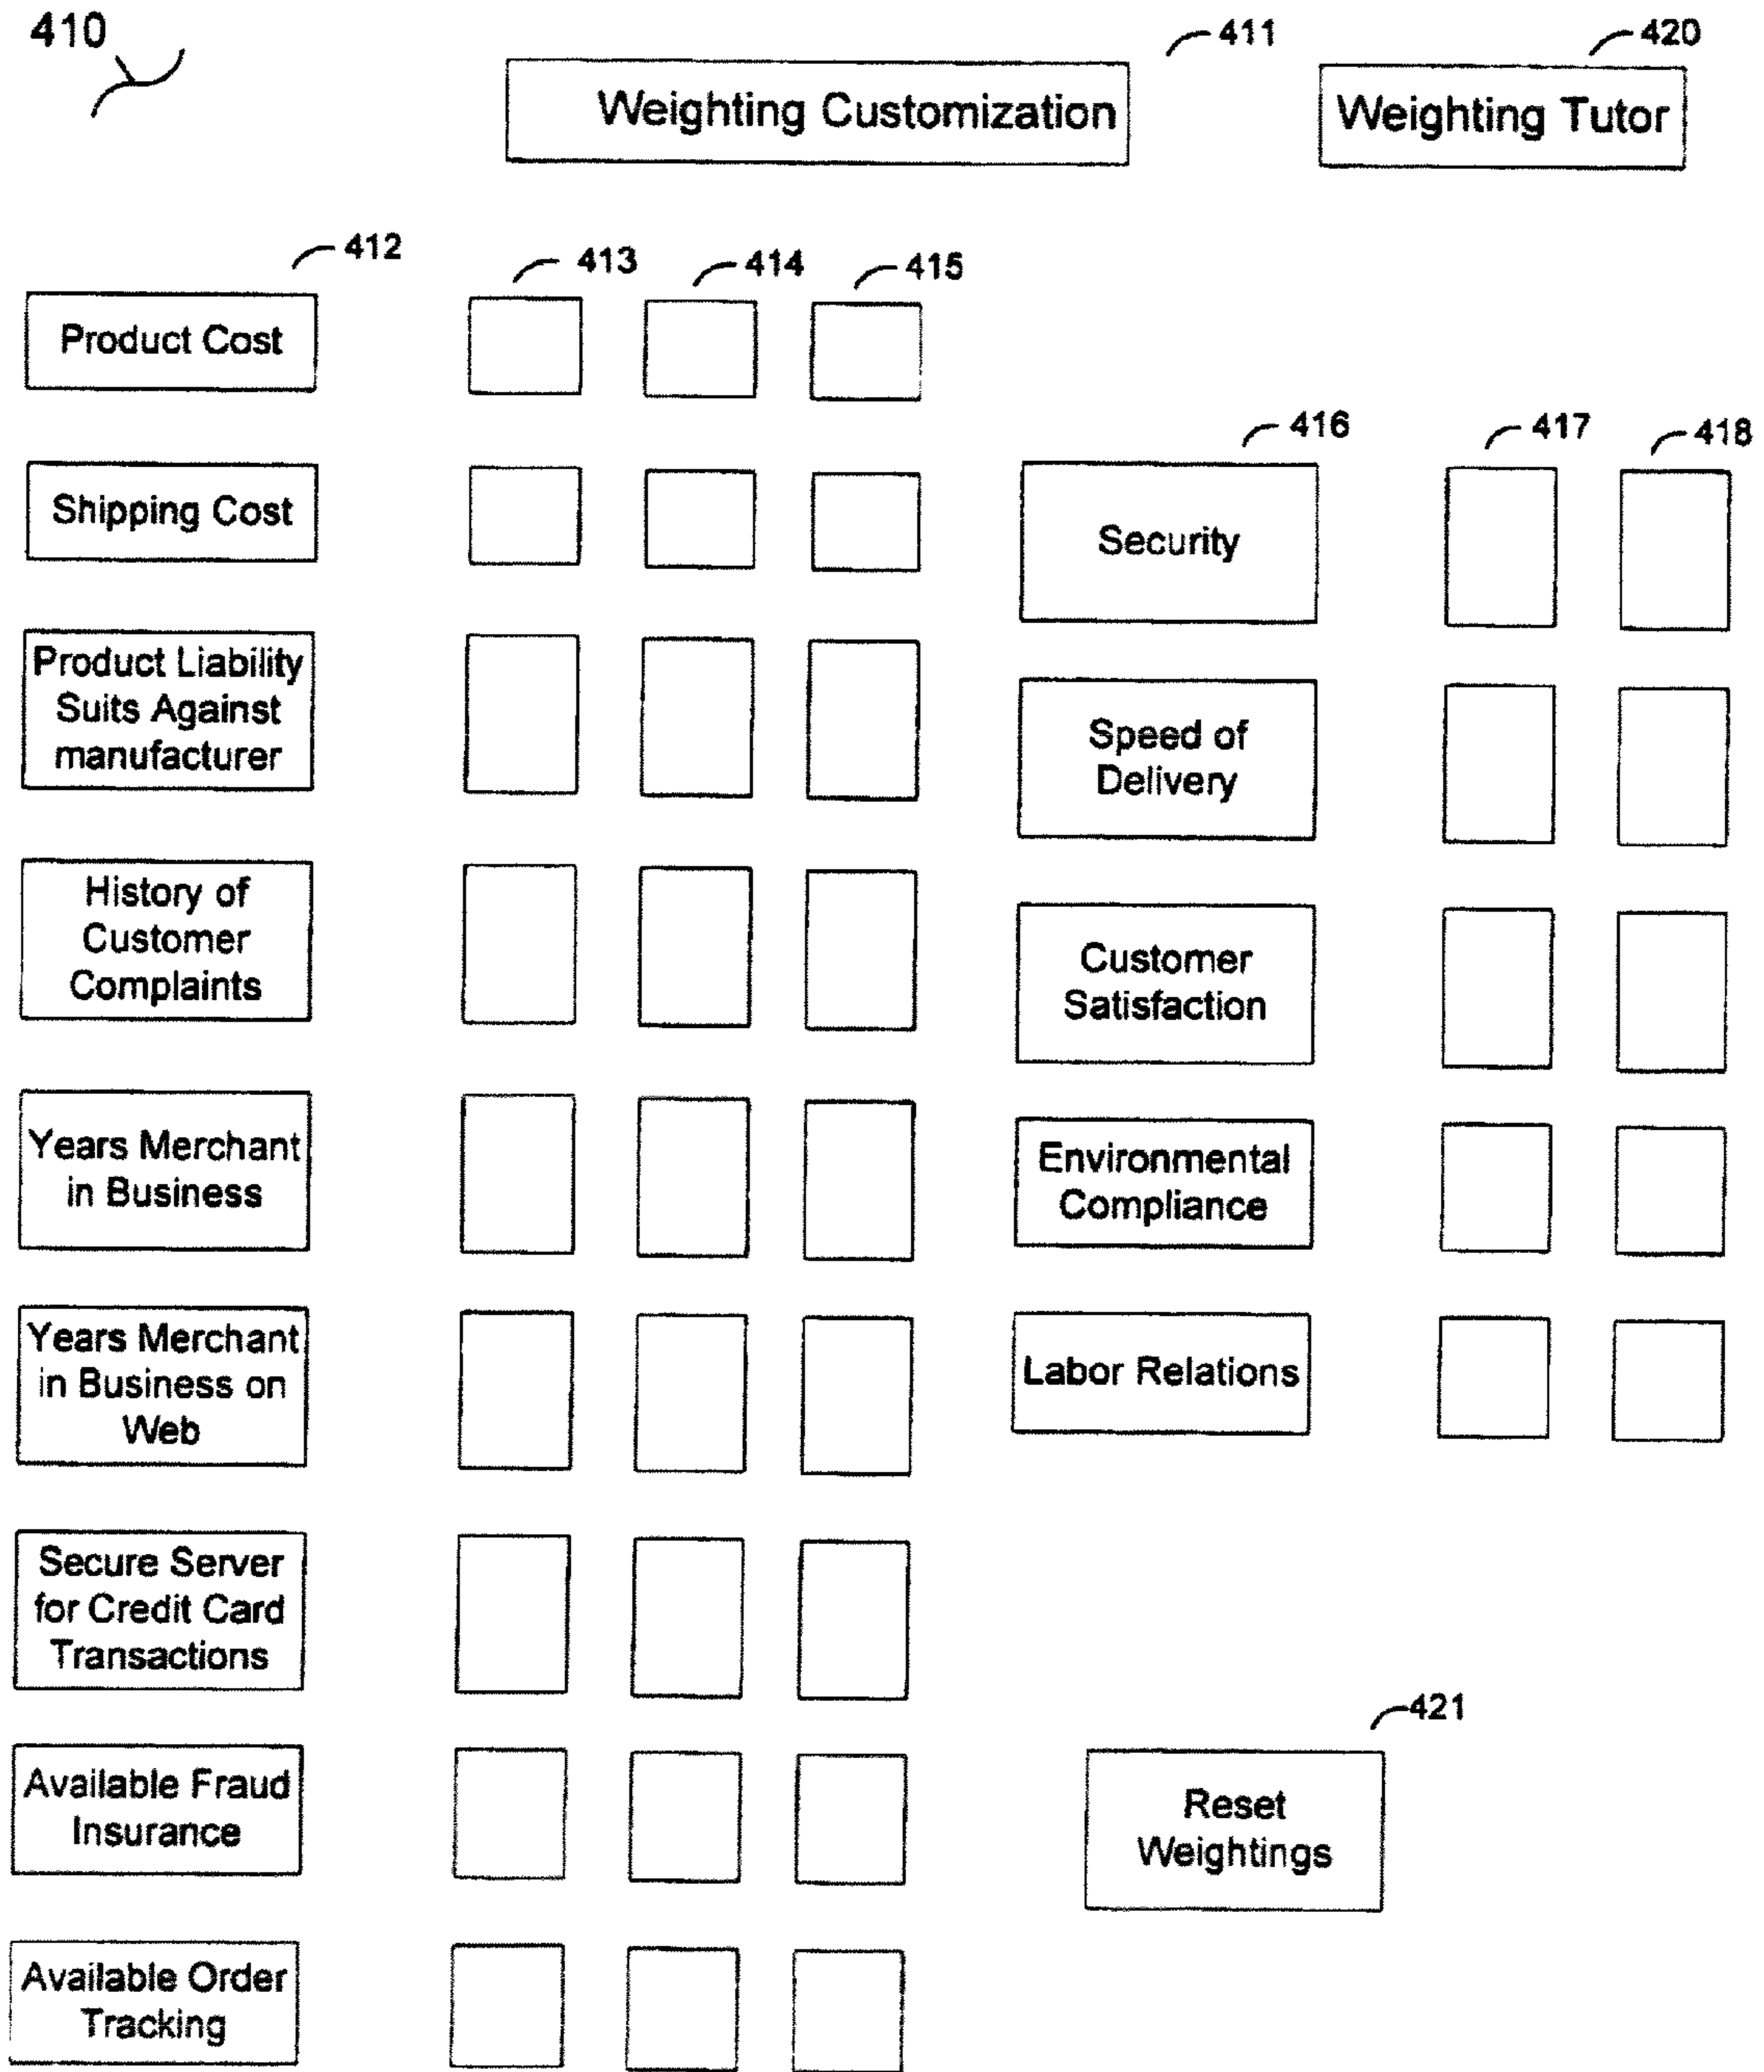 410
411
420
Weighting Customization
Weighting Tutor
412
413
414
415
Product Cost
416
417
418
Shipping Cost
Security
Product Liability
Suits Against
manufacturer
Speed of
Delivery
History of
Customer
Complaints
Customer
Satisfaction
Years Merchant
in Business
Environmental
Compliance
Years Merchant
in Business on
Web
Labor Relations
Secure Server
for Credit Card
Transactions
421
Available Fraud
Insurance
Reset
Weightings
Available Order
Tracking